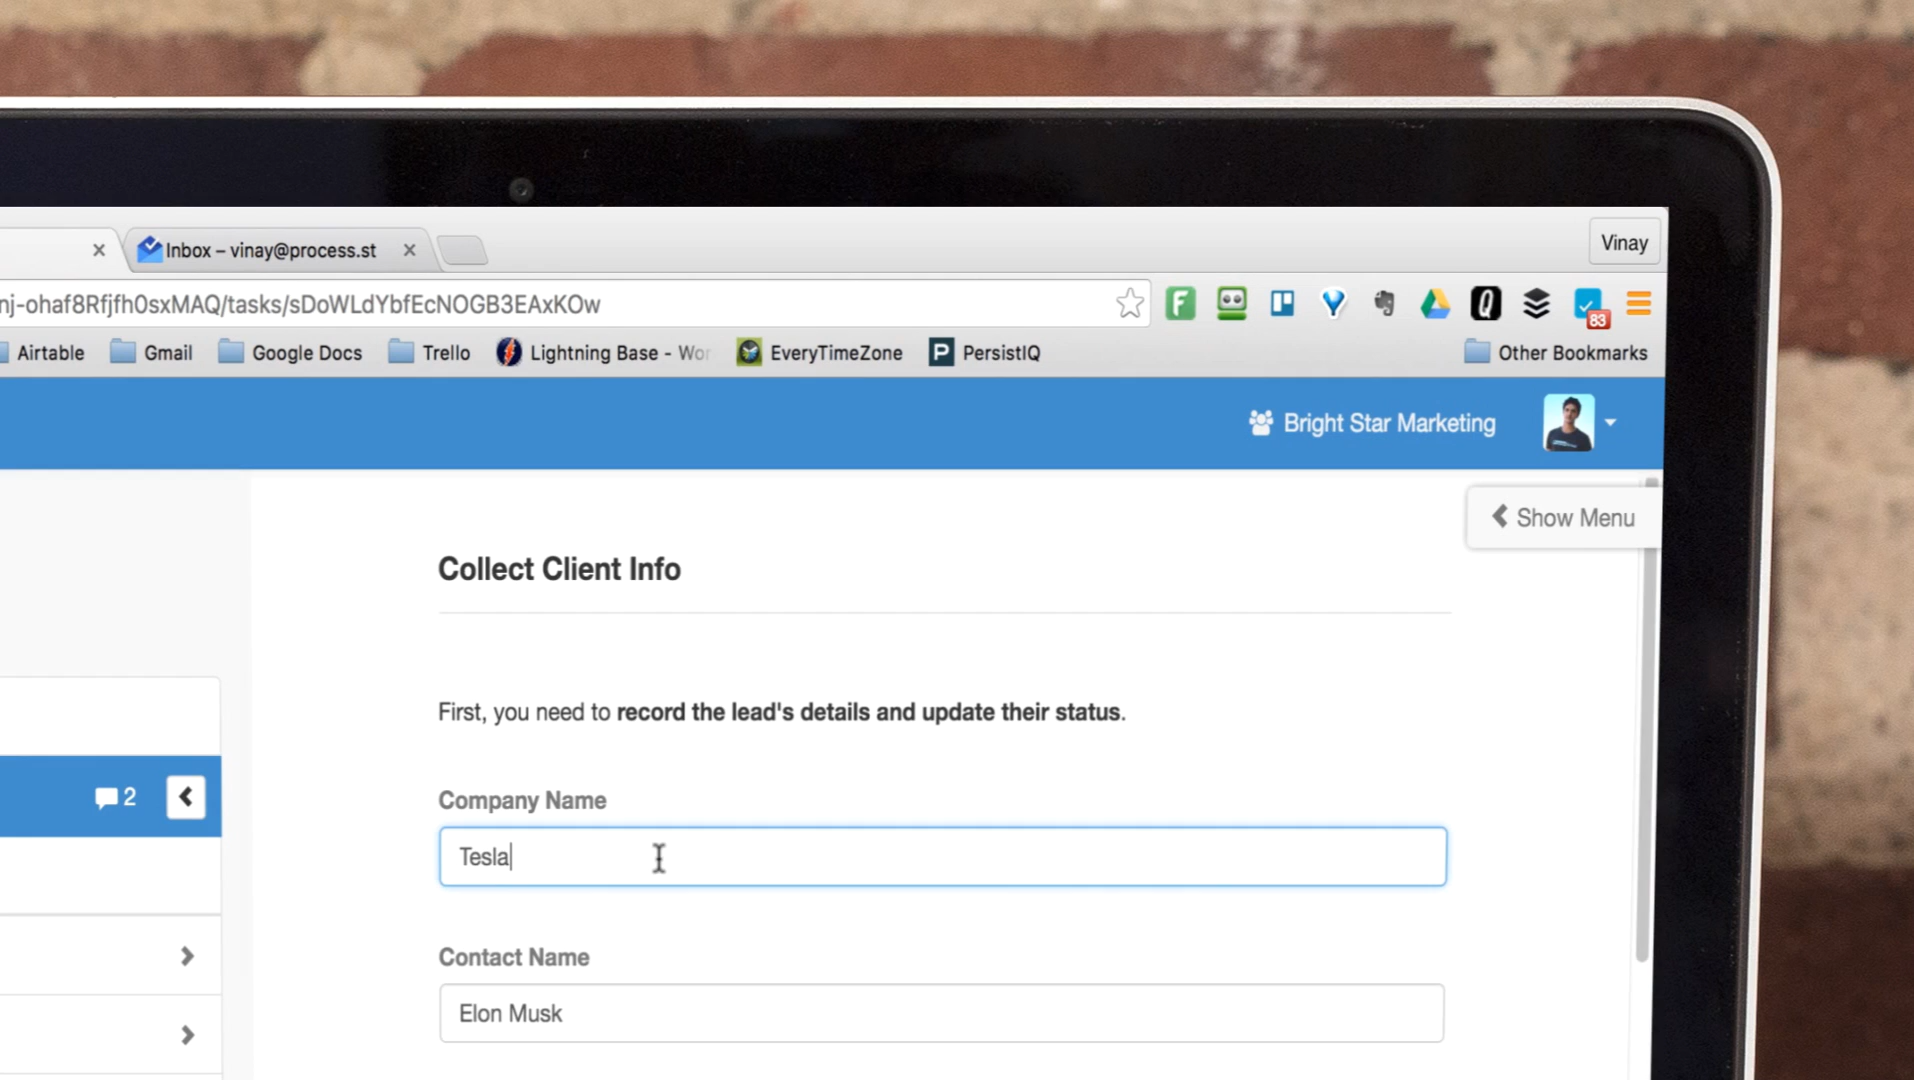 Inbox – vinay@process.st
Vinay
nj-ohaf8Rfjfh0sxMAQ/tasks/sDoWLdYbfEcNOGB3EAxKOw
F
Q
83
Airtable
Gmail
Google Docs
Trello
Lightning Base - Wor
EveryTimeZone
P
PersistIQ
Other Bookmarks
Bright Star Marketing
Show Menu
Collect Client Info
First, you need to record the lead's details and update their status.
2
Company Name
Tesla
Contact Name
Elon Musk